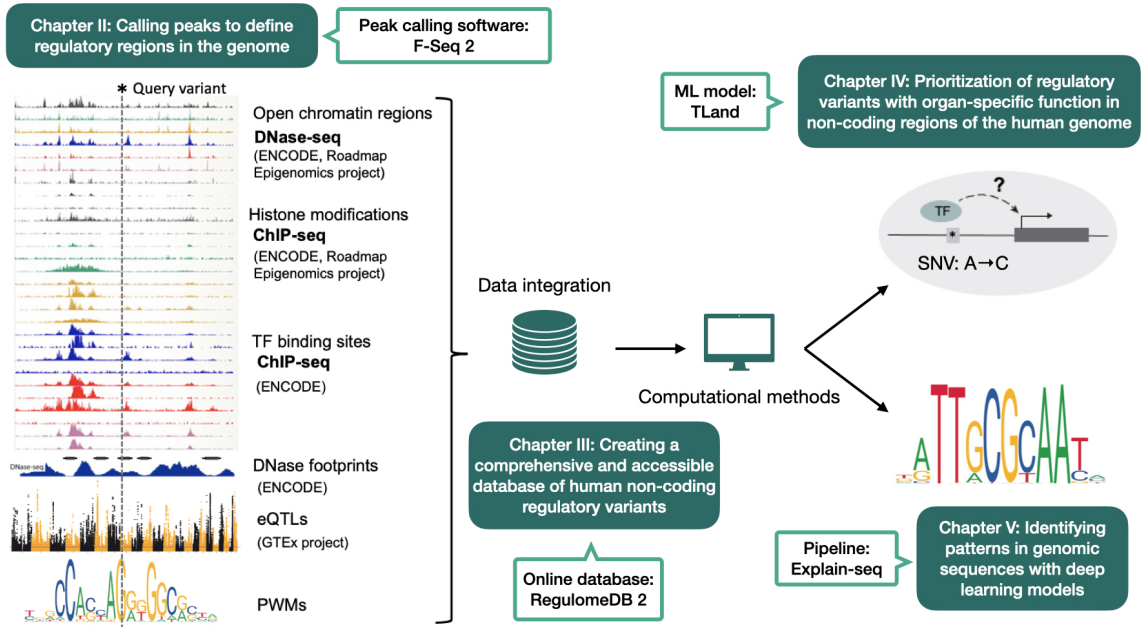 Chapter II: Calling peaks to define
regulatory regions in the genome
Peak calling software:
F-Seq 2
* Query variant
Open chromatin regions
DNase-seq
(ENCODE, Roadmap
Epigenomics project)
Histone modifications
ChIP-seq
(ENCODE, Roadmap
Epigenomics project)
TF binding sites
ChIP-seq
(ENCODE)
DNase-seq
DNase footprints
(ENCODE)
eQTLs
(GTEx project)
PWMs
Data integration
Computational methods
Chapter III: Creating a
comprehensive and accessible
database of human non-coding
regulatory variants
Online database:
RegulomeDB 2
ML model:
TLand
Chapter IV: Prioritization of regulatory
variants with organ-specific function in
non-coding regions of the human genome
?
TF
*
SNV: A→C
TTGCGCAAT
Pipeline:
Explain-seq
Chapter V: Identifying
patterns in genomic
sequences with deep
learning models